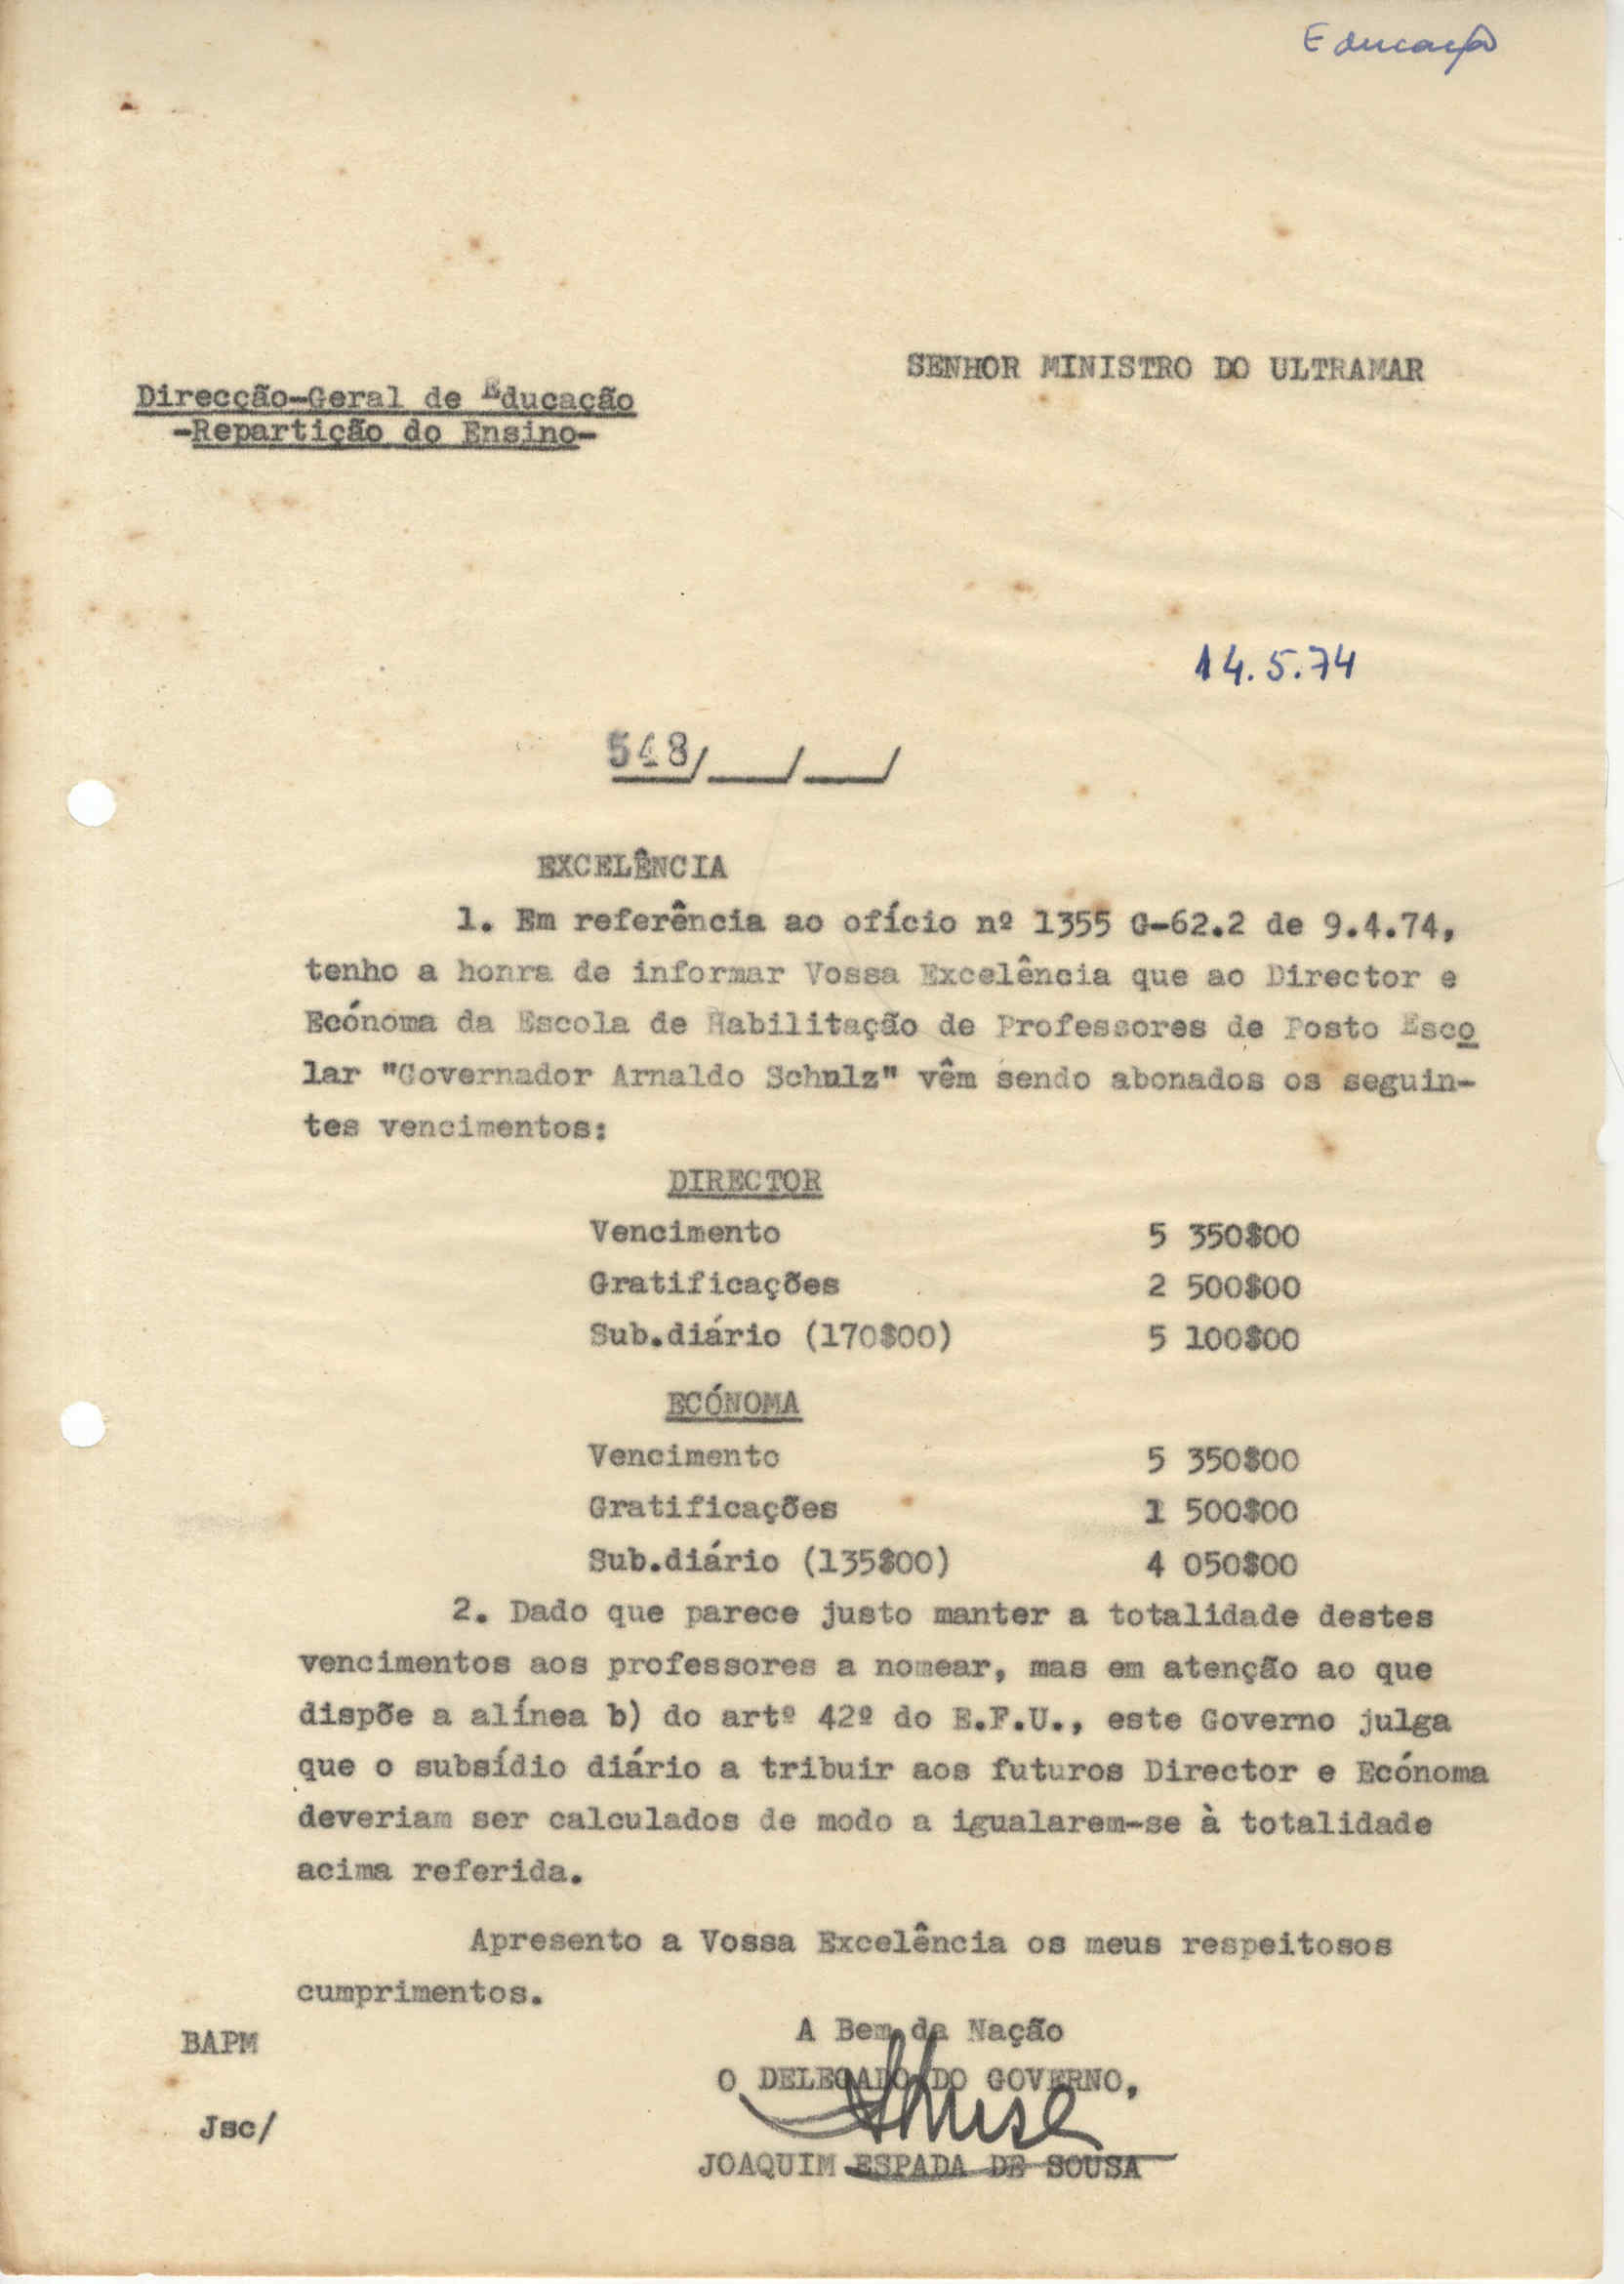 Educação
SENHOR MINISTRO DO ULTRAMAR
Direcção-Geral de Educação
-Repartição do Ensino-
14.5.74
548/___/___/
EXCELÊNCIA
1. Em referência ao ofício nº 1355 G-62.2 de 9.4.74,
tenho a honra de informar Vossa Excelência que ao Director e
Ecónoma da Escola de Habilitação de Professores de Posto Esco
lar "Governador Arnaldo Schulz" vêm sendo abonados os seguin-
tes vencimentos:
DIRECTOR
Vencimento 5 350$00
Gratificações 2 500$00
Sub.diário (170$00) 5 100$00
ECÓNOMA
Vencimento 5 350$00
Gratificações 1 500$00
Sub.diário (135$00) 4 050$00
2. Dado que parece justo manter a totalidade destes
vencimentos aos professores a nomear, mas em atenção ao que
dispõe a alínea b) do artº 42º do E.F.U., este Governo julga
que o subsídio diário a tribuir aos futuros Director e Ecónoma
deveriam ser calculados de modo a igualarem-se à totalidade
acima referida.
Apresento a Vossa Excelência os meus respeitosos
cumprimentos.
A Bem da Nação
BAPM
O DELEGADO DO GOVERNO,
Jsc/
JOAQUIM ESPADA DE SOUSA